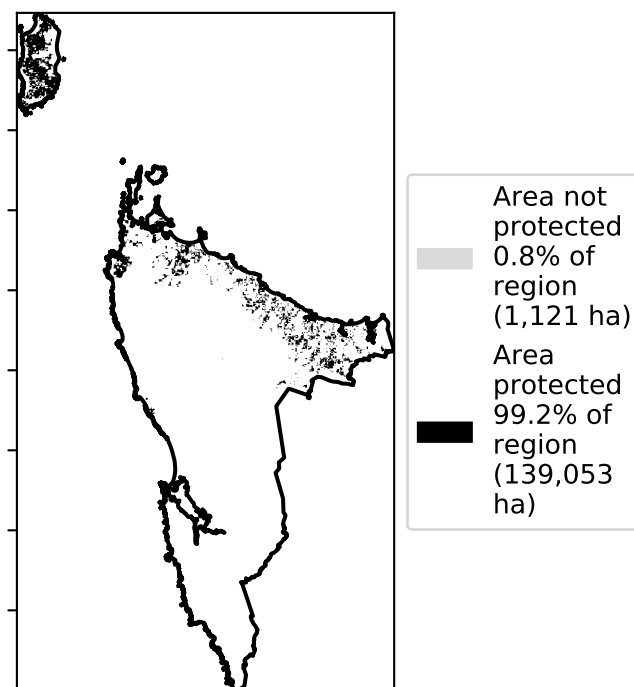 Area not
protected
0.8% of
region
(1,121 ha)
Area
protected
99.2% of
region
(139,053
ha)